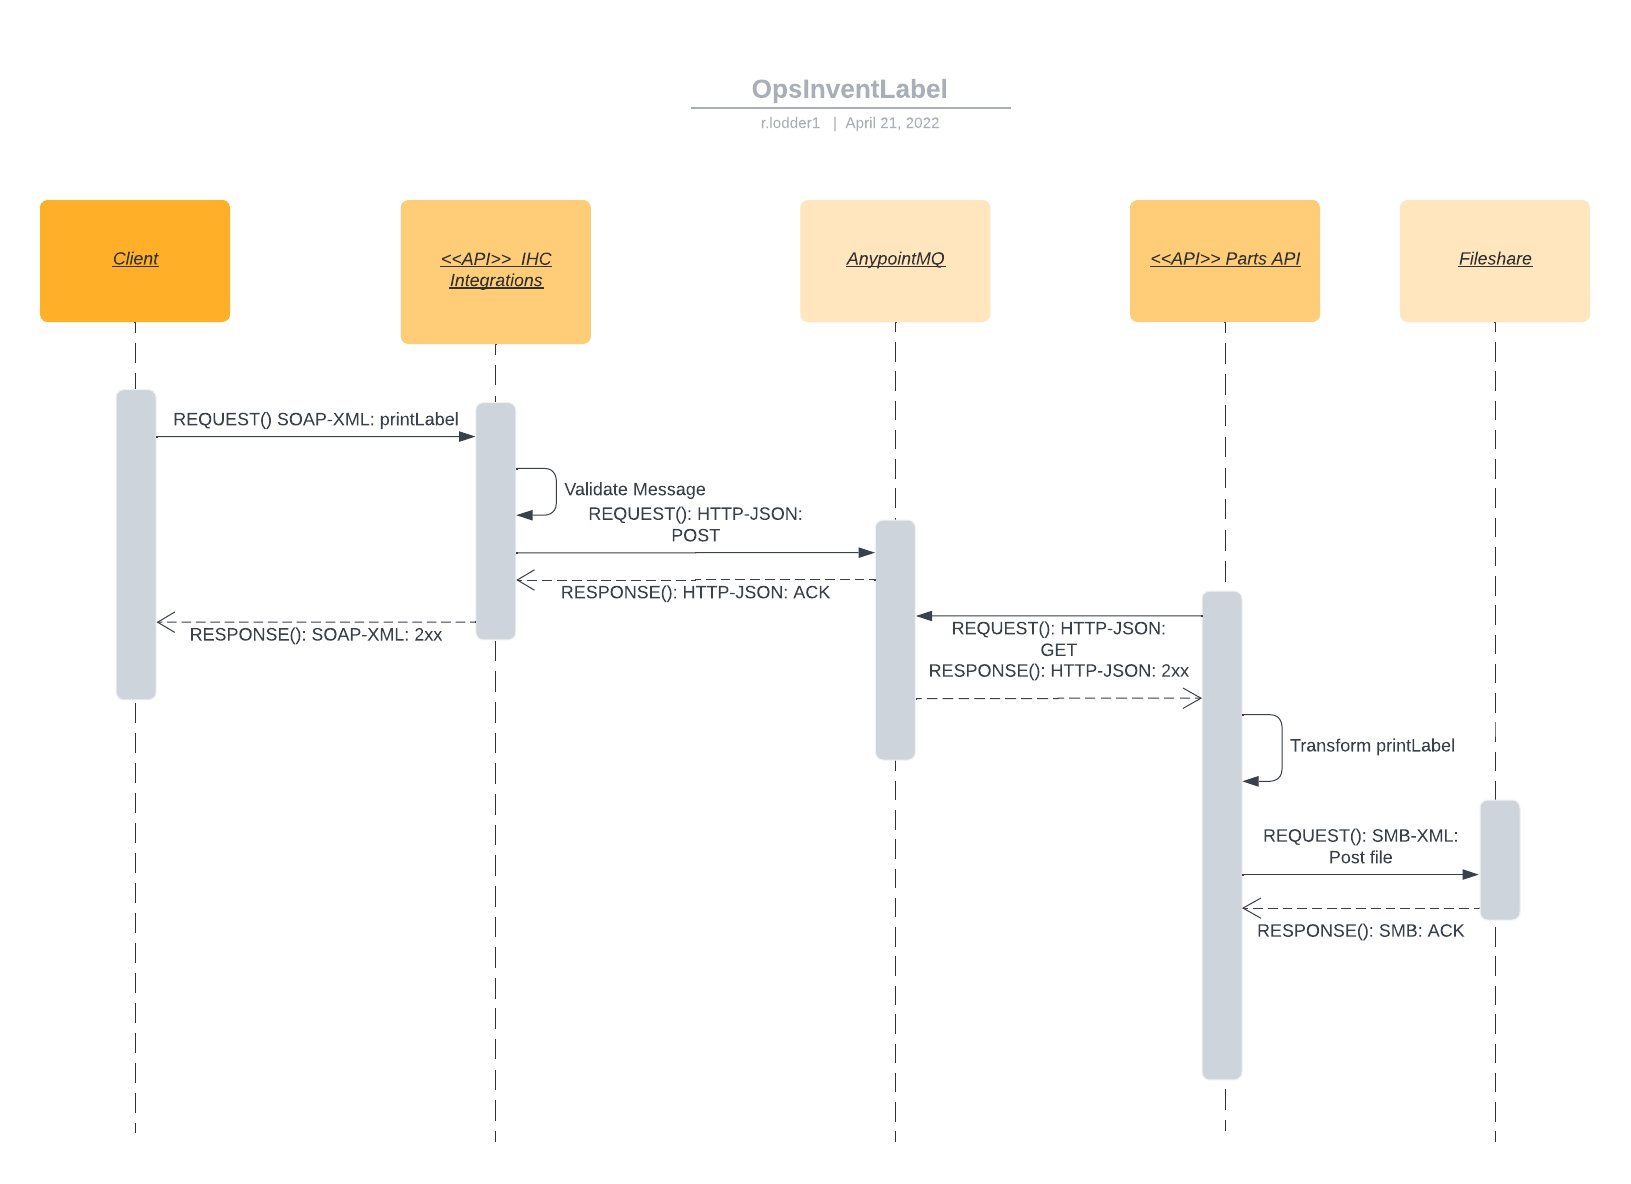 OpsInventLabel
r.lodder1 | April 21, 2022
Client
<<API>> IHC
Integrations
AnypointMQ
<<API>> Parts API
Fileshare
REQUEST() SOAP-XML: printLabel
Validate Message
REQUEST(): HTTP-JSON:
POST
RESPONSE(): HTTP-JSON: ACK
RESPONSE(): SOAP-XML: 2xx
REQUEST(): HTTP-JSON:
GET
RESPONSE(): HTTP-JSON: 2xx
Transform printLabel
REQUEST(): SMB-XML:
Post file
RESPONSE(): SMB: ACK